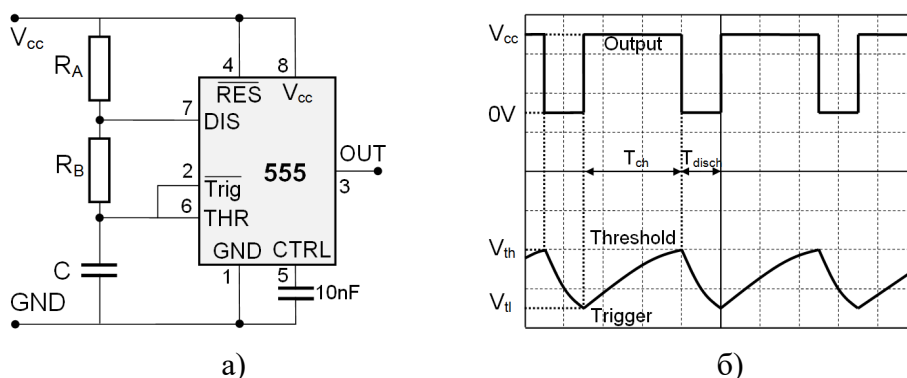 Vcc
RA
RB
C
GND
4
8
RES
Vcc
7
DIS
2
Trig
555
6
THR
GND
CTRL
1
5
10nF
OUT
3
а)
Vcc
Output
0V
Tch
Tdisch
Vth
Threshold
Vtl
Trigger
б)